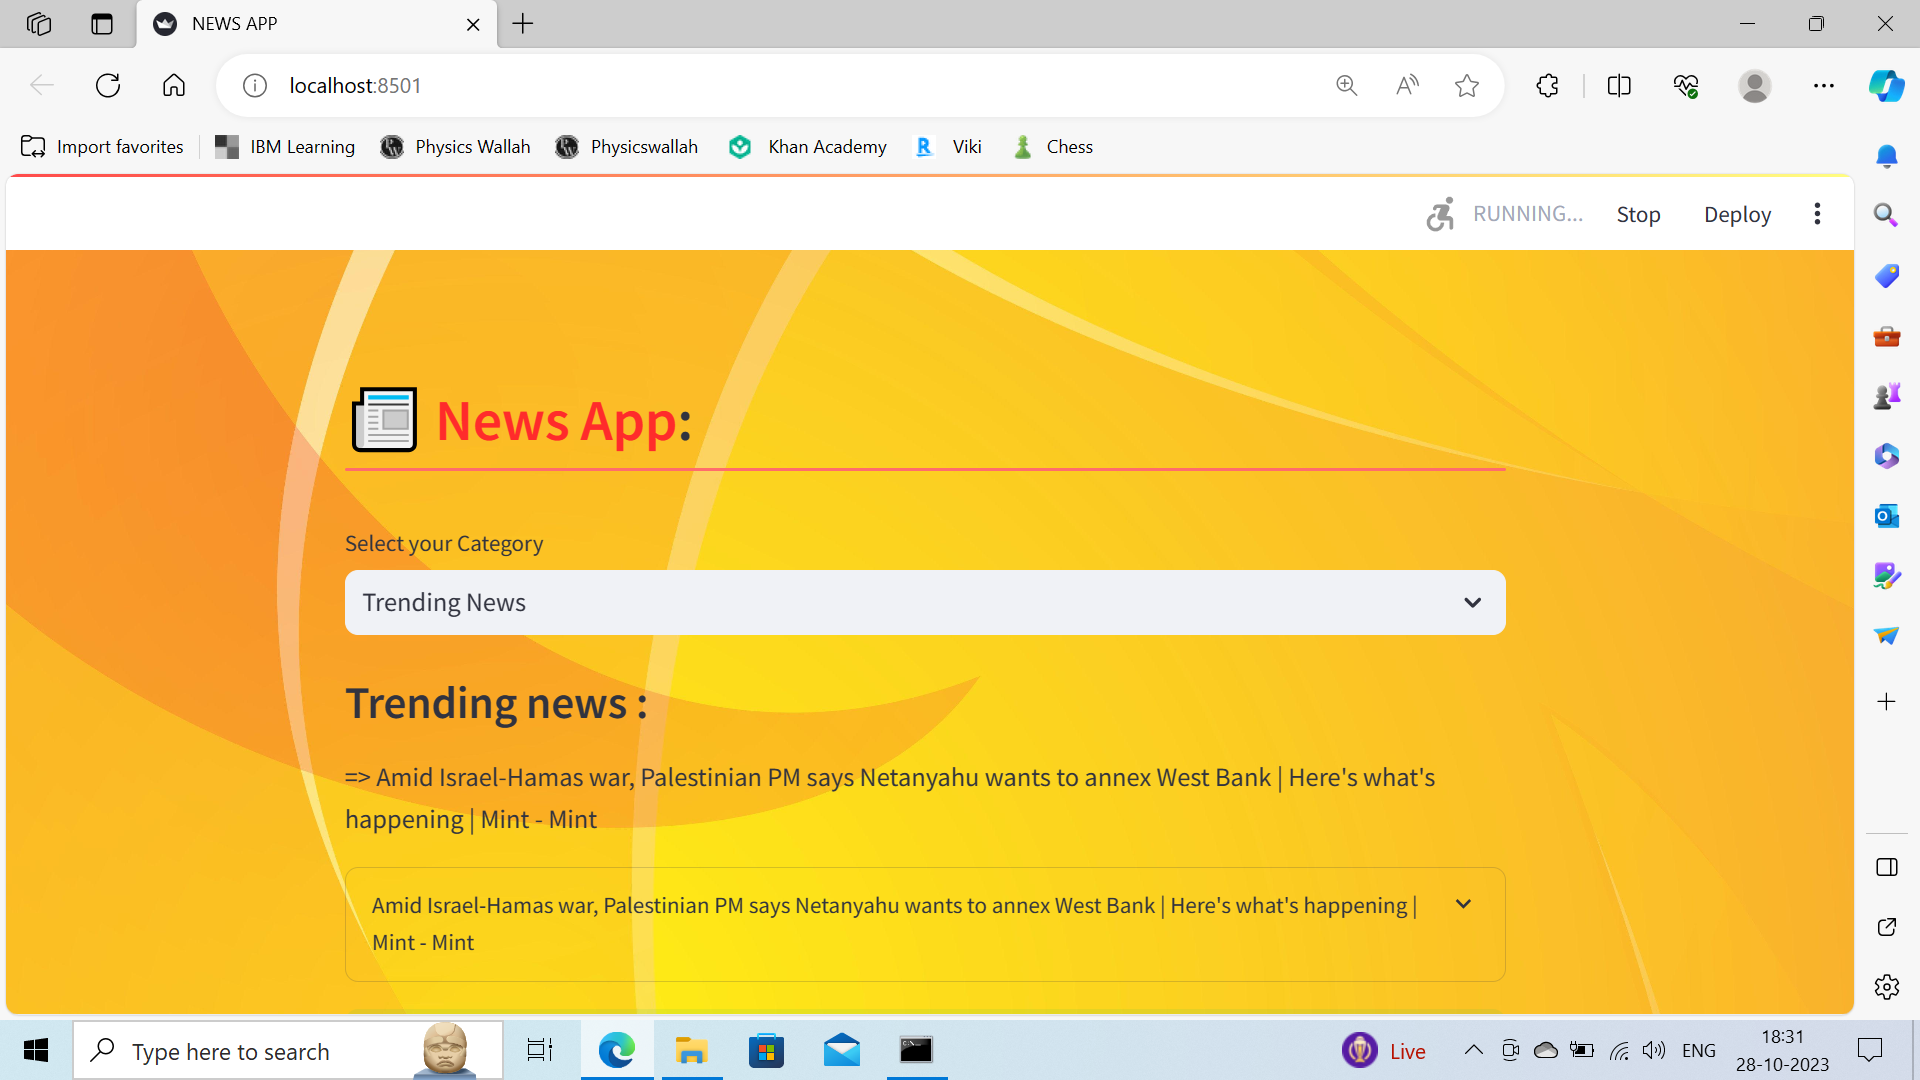 NEWS APP
localhost:8501
Import favorites IBM Learning Physics Wallah Physicswallah Khan Academy Viki Chess
RUNNING... Stop Deploy
News App:
Select your Category
Trending News
Trending news :
=> Amid Israel-Hamas war, Palestinian PM says Netanyahu wants to annex West Bank | Here's what's
happening | Mint - Mint
Amid Israel-Hamas war, Palestinian PM says Netanyahu wants to annex West Bank | Here's what's happening |
Mint - Mint
Type here to search
Live
ENG
18:31
28-10-2023